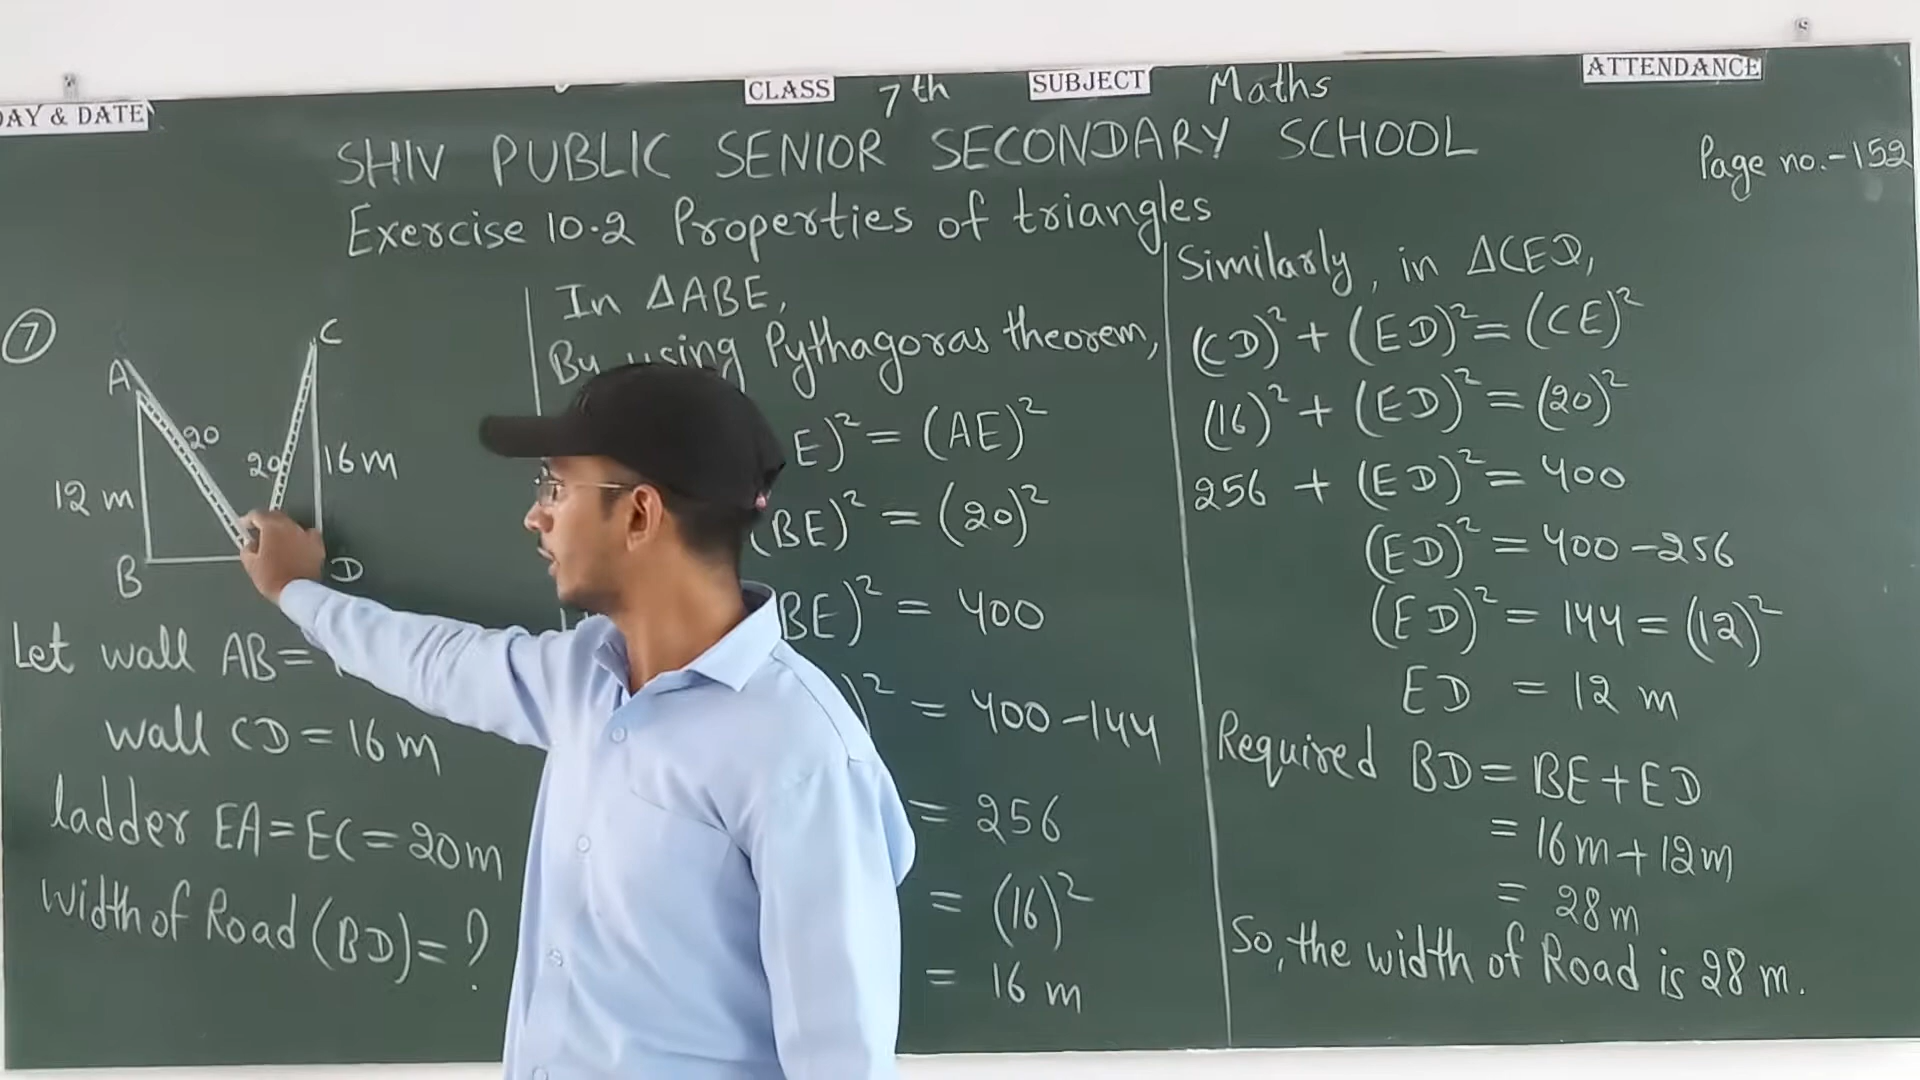 DAY & DATE
CLASS 7th SUBJECT Maths
ATTENDANCE
SHIV PUBLIC SENIOR SECONDARY SCHOOL
Page no.-152
Exercise 10.2 Properties of triangles
7
A
C
20
20
12 m
16m
B
D
Let wall AB=
wall CD = 16 m
ladder EA=EC=20m
width of Road (BD)= ?
In ΔABE,
By using Pythagoras theorem,
E)² = (AE)²
(BE)² = (20)²
BE)² = 400
)² = 400-144
= 256
= (16)²
= 16 m
Similarly, in ΔCED,
(CD)² + (ED)² = (CE)²
(16)² + (ED)² = (20)²
256 + (ED)² = 400
(ED)² = 400-256
(ED)² = 144 = (12)²
ED = 12 m
Required BD = BE+ED
= 16m+12m
= 28m
So, the width of Road is 28 m.